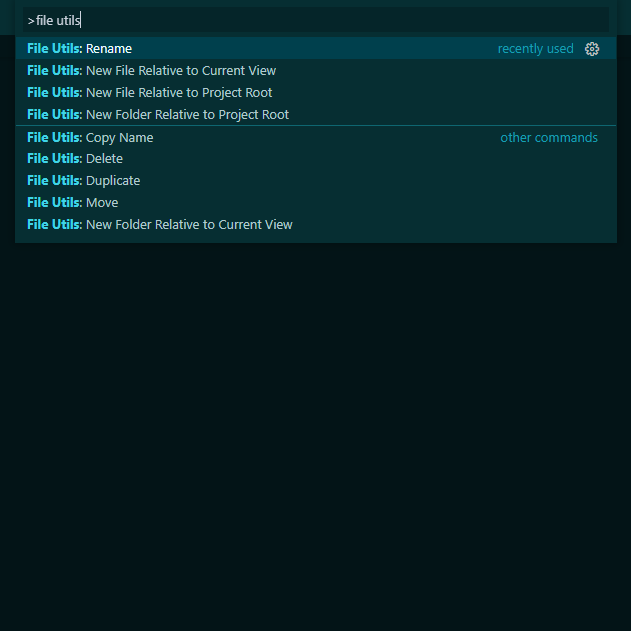 >file utils
File Utils: Rename recently used
File Utils: New File Relative to Current View
File Utils: New File Relative to Project Root
File Utils: New Folder Relative to Project Root
File Utils: Copy Name other commands
File Utils: Delete
File Utils: Duplicate
File Utils: Move
File Utils: New Folder Relative to Current View